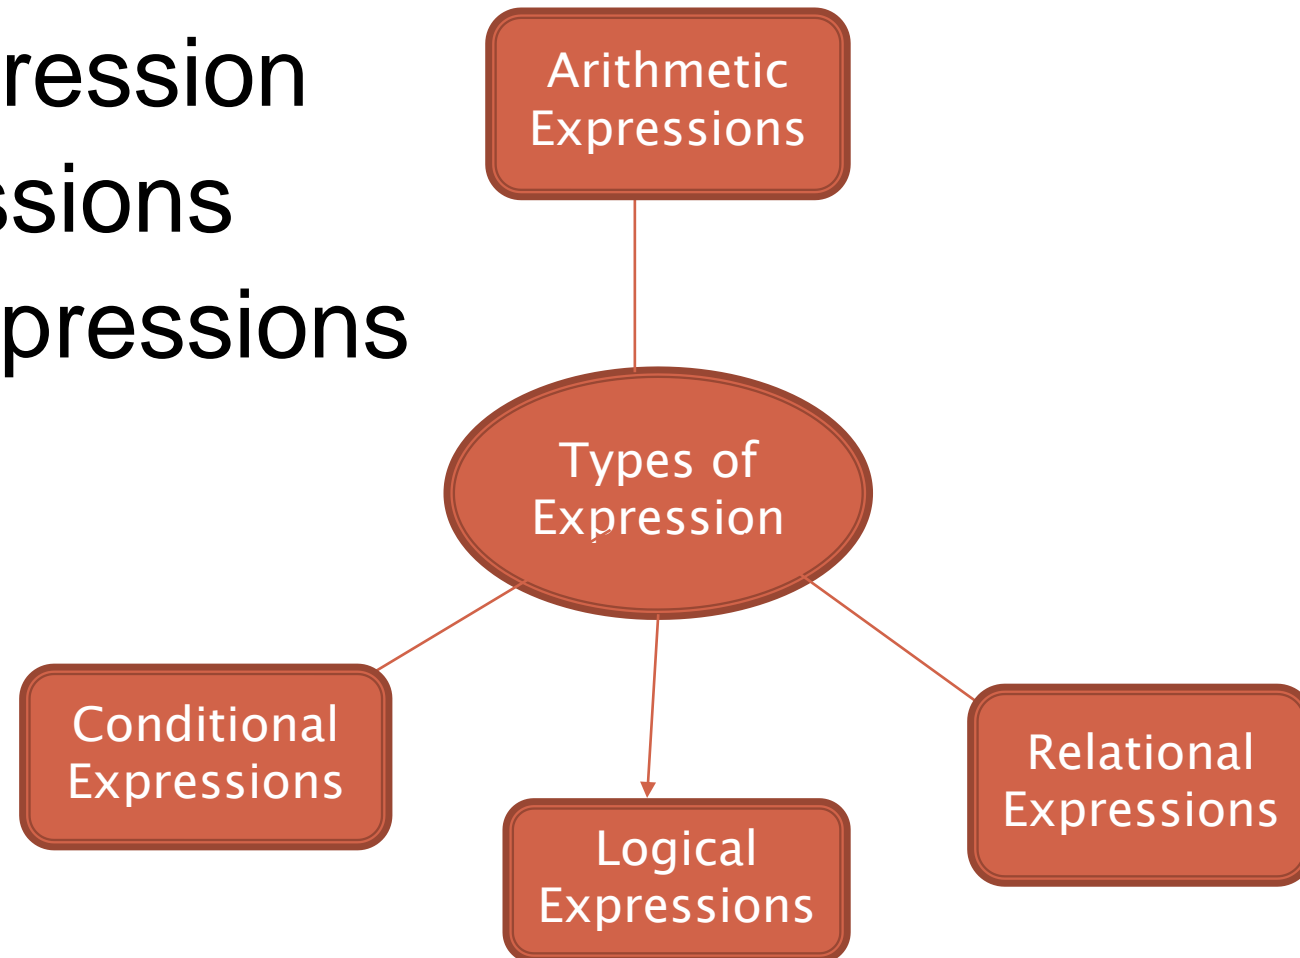 ression
ssions
pressions
Arithmetic
Expressions
Types of
Expression
Conditional
Expressions
Logical
Expressions
Relational
Expressions